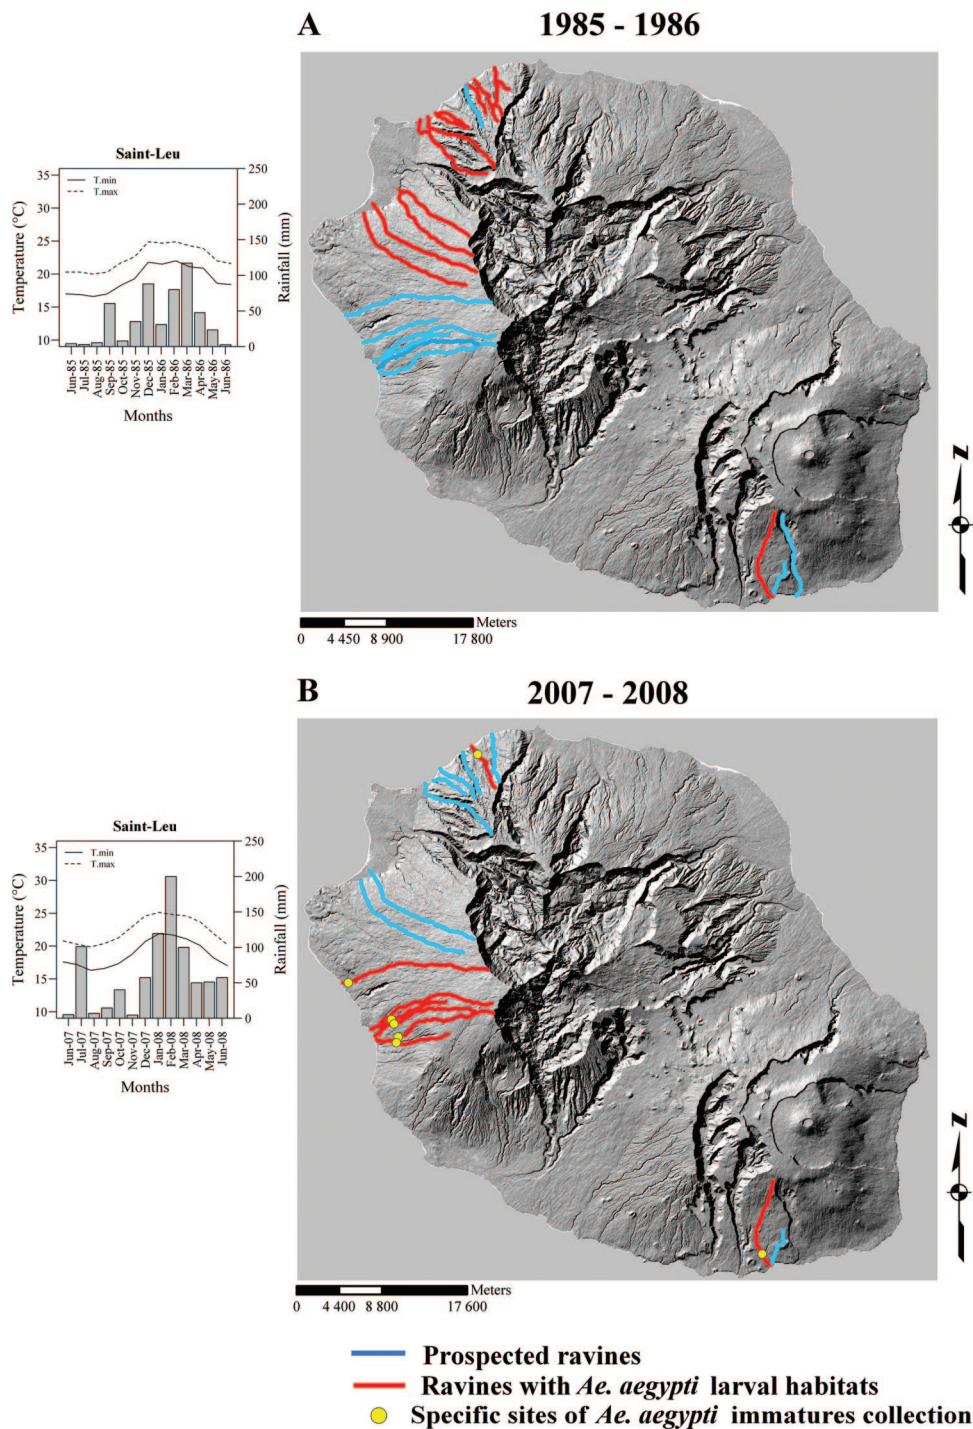 A
1985 - 1986
Saint-Leu
T.min
T.max
Temperature (°C)
35
30
25
20
15
10
Rainfall (mm)
250
200
150
100
50
0
Jun-85
Jul-85
Aug-85
Sep-85
Oct-85
Nov-85
Dec-85
Jan-86
Feb-86
Mar-86
Apr-86
May-86
Jun-86
Months
N
Meters
0 4 450 8 900 17 800
B
2007 - 2008
Saint-Leu
T.min
T.max
Temperature (°C)
35
30
25
20
15
10
Rainfall (mm)
250
200
150
100
50
0
Jun-07
Jul-07
Aug-07
Sep-07
Oct-07
Nov-07
Dec-07
Jan-08
Feb-08
Mar-08
Apr-08
May-08
Jun-08
Months
N
Meters
0 4 400 8 800 17 600
Prospected ravines
Ravines with Ae. aegypti larval habitats
Specific sites of Ae. aegypti immatures collection